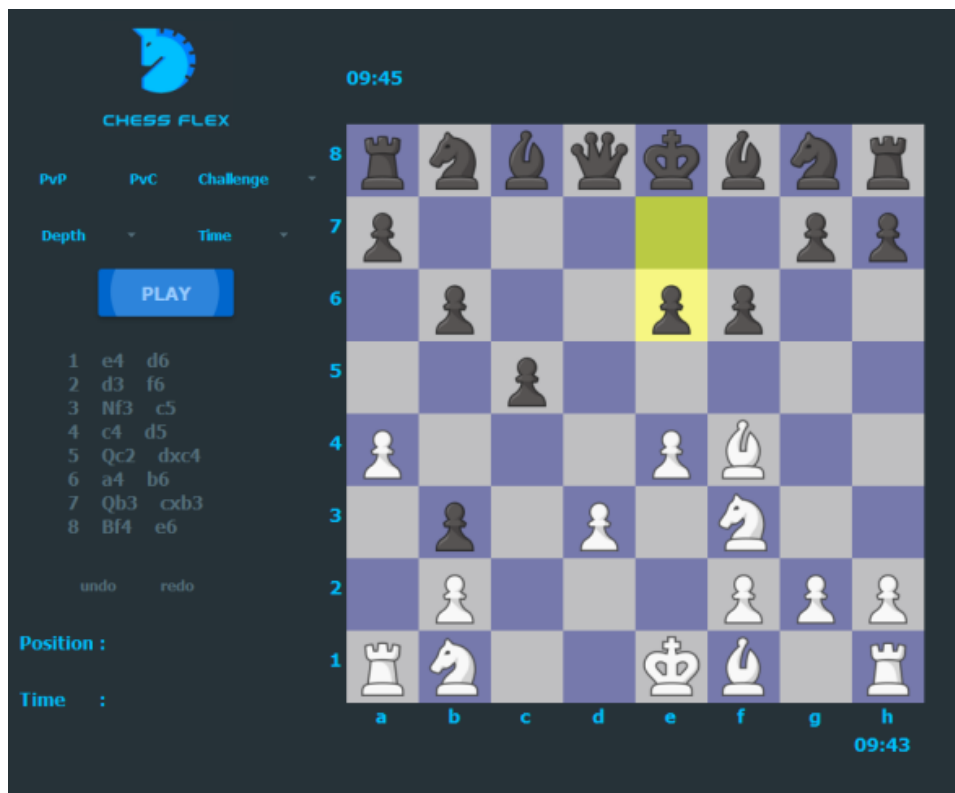 09:45
CHESS FLEX
PvP PvC Challenge
Depth Time
PLAY
1 e4 d6
2 d3 f6
3 Nf3 c5
4 c4 d5
5 Qc2 dxc4
6 a4 b6
7 Qb3 cxb3
8 Bf4 e6
undo redo
Position :
Time :
8
7
6
5
4
3
2
1
a b c d e f g h
09:43